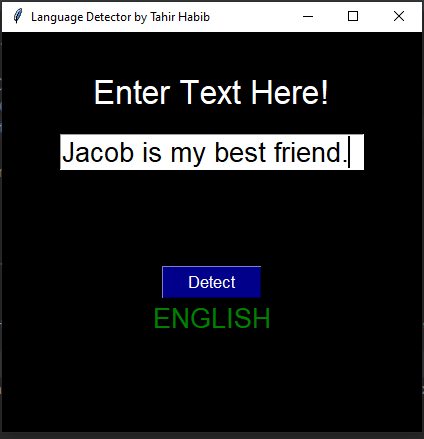 Language Detector by Tahir Habib
Enter Text Here!
Jacob is my best friend.
Detect
ENGLISH